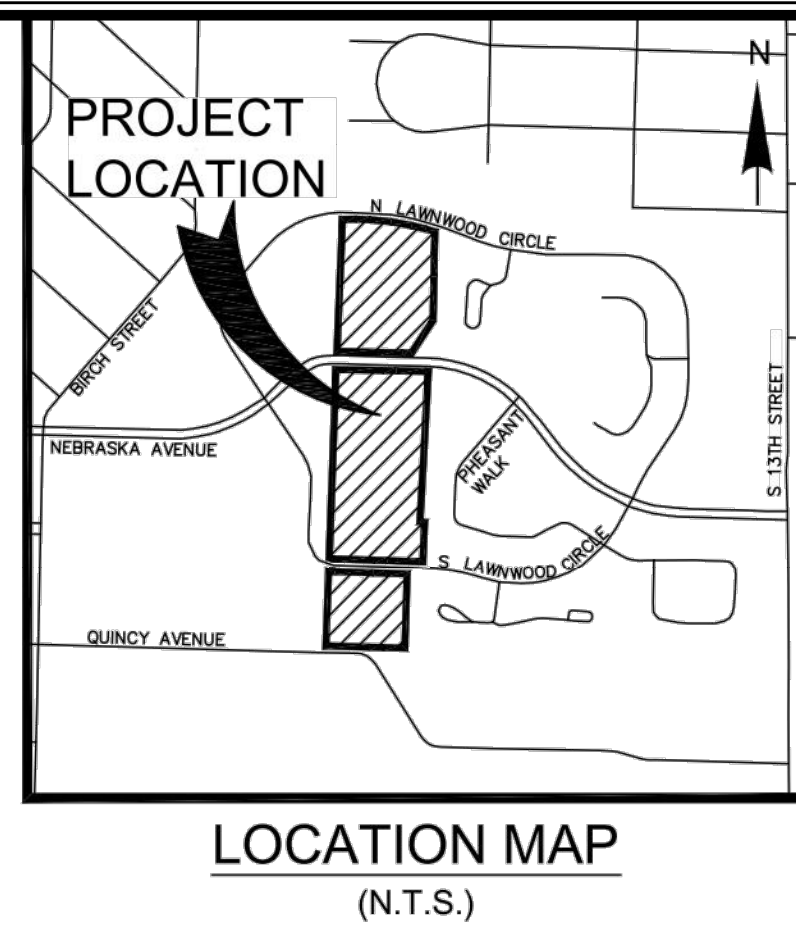 N
PROJECT
LOCATION
N LAWNWOOD CIRCLE
BIRCH STREET
S 13TH STREET
NEBRASKA AVENUE
PHEASANT
WALK
S LAWNWOOD CIRCLE
QUINCY AVENUE
LOCATION MAP
(N.T.S.)